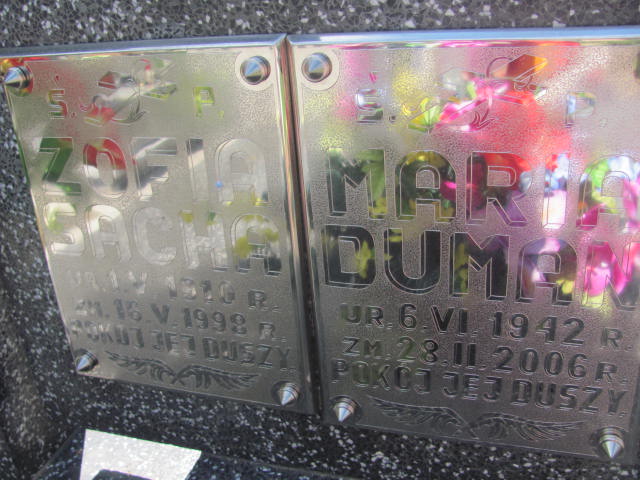 Ś. P.
ZOFIA
SACHA
UR. 1.V. 1910 R.
ZM. 16.V.1998 R.
POKÓJ JEJ DUSZY.
Ś. P.
MARIA
DUMAN
UR. 6.VI.1942 R.
ZM. 28.II.2006 R.
POKÓJ JEJ DUSZY.